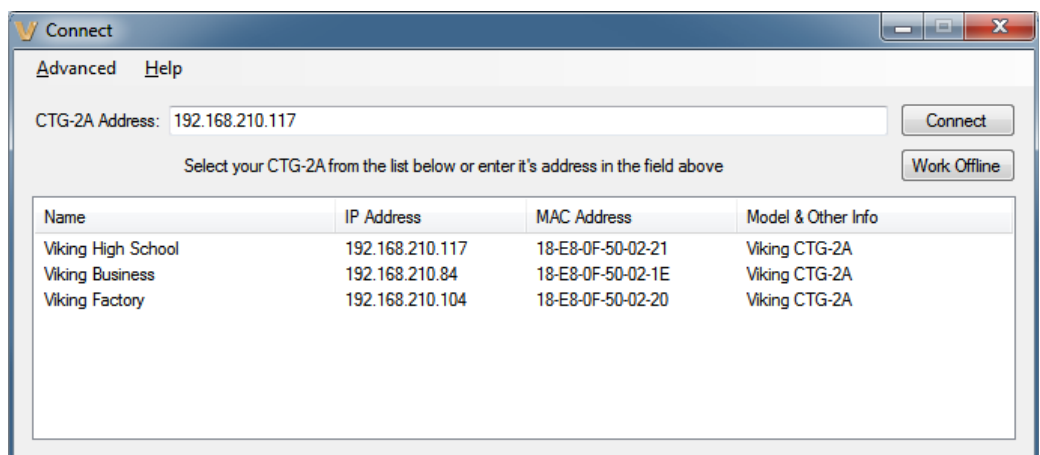 Connect
Advanced Help
CTG-2A Address: 192.168.210.117 Connect
Select your CTG-2A from the list below or enter it's address in the field above Work Offline
Name IP Address MAC Address Model & Other Info
Viking High School 192.168.210.117 18-E8-0F-50-02-21 Viking CTG-2A
Viking Business 192.168.210.84 18-E8-0F-50-02-1E Viking CTG-2A
Viking Factory 192.168.210.104 18-E8-0F-50-02-20 Viking CTG-2A